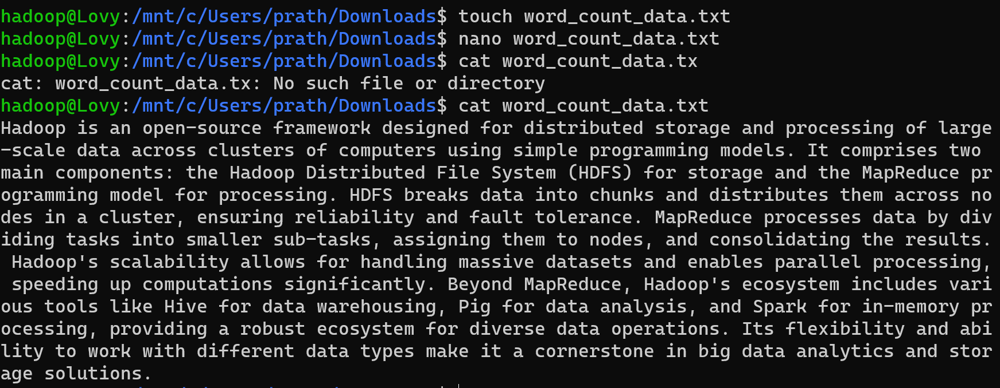 hadoop@Lovy:/mnt/c/Users/prath/Downloads$ touch word_count_data.txt
hadoop@Lovy:/mnt/c/Users/prath/Downloads$ nano word_count_data.txt
hadoop@Lovy:/mnt/c/Users/prath/Downloads$ cat word_count_data.tx
cat: word_count_data.tx: No such file or directory
hadoop@Lovy:/mnt/c/Users/prath/Downloads$ cat word_count_data.txt
Hadoop is an open-source framework designed for distributed storage and processing of large
-scale data across clusters of computers using simple programming models. It comprises two
main components: the Hadoop Distributed File System (HDFS) for storage and the MapReduce pr
ogramming model for processing. HDFS breaks data into chunks and distributes them across no
des in a cluster, ensuring reliability and fault tolerance. MapReduce processes data by div
iding tasks into smaller sub-tasks, assigning them to nodes, and consolidating the results.
 Hadoop's scalability allows for handling massive datasets and enables parallel processing,
 speeding up computations significantly. Beyond MapReduce, Hadoop's ecosystem includes vari
ous tools like Hive for data warehousing, Pig for data analysis, and Spark for in-memory pr
ocessing, providing a robust ecosystem for diverse data operations. Its flexibility and abi
lity to work with different data types make it a cornerstone in big data analytics and stor
age solutions.